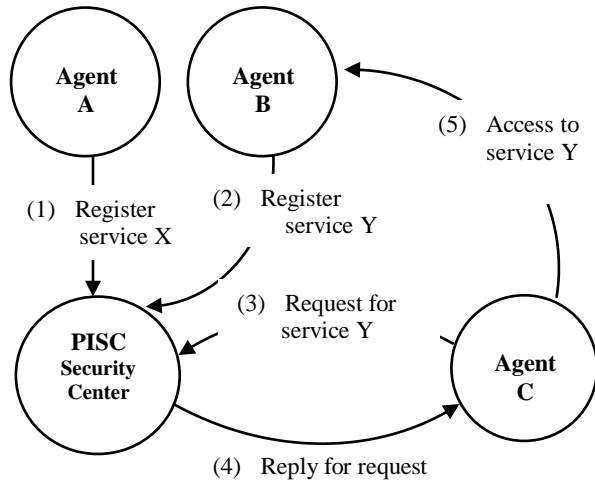 Agent
A
Agent
B
(5) Access to
service Y
(1) Register
service X
(2) Register
service Y
(3) Request for
service Y
PISC
Security
Center
Agent
C
(4) Reply for request